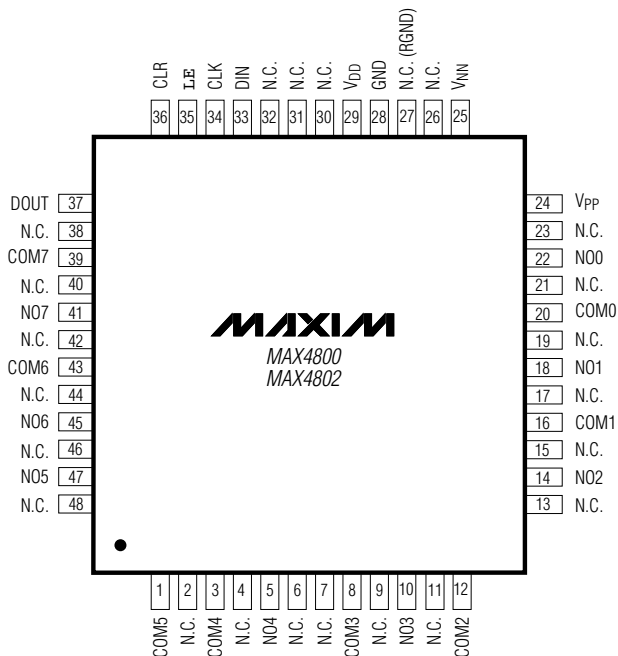 CLR
LE
CLK
DIN
N.C.
N.C.
N.C.
VDD
GND
N.C. (RGND)
N.C.
VNN
36
35
34
33
32
31
30
29
28
27
26
25
DOUT 37
N.C. 38
COM7 39
N.C. 40
NO7 41
N.C. 42
COM6 43
N.C. 44
NO6 45
N.C. 46
NO5 47
N.C. 48
MAXIM
MAX4800
MAX4802
24 VPP
23 N.C.
22 NO0
21 N.C.
20 COM0
19 N.C.
18 NO1
17 N.C.
16 COM1
15 N.C.
14 NO2
13 N.C.
1
2
3
4
5
6
7
8
9
10
11
12
COM5
N.C.
COM4
N.C.
NO4
N.C.
N.C.
COM3
N.C.
NO3
N.C.
COM2